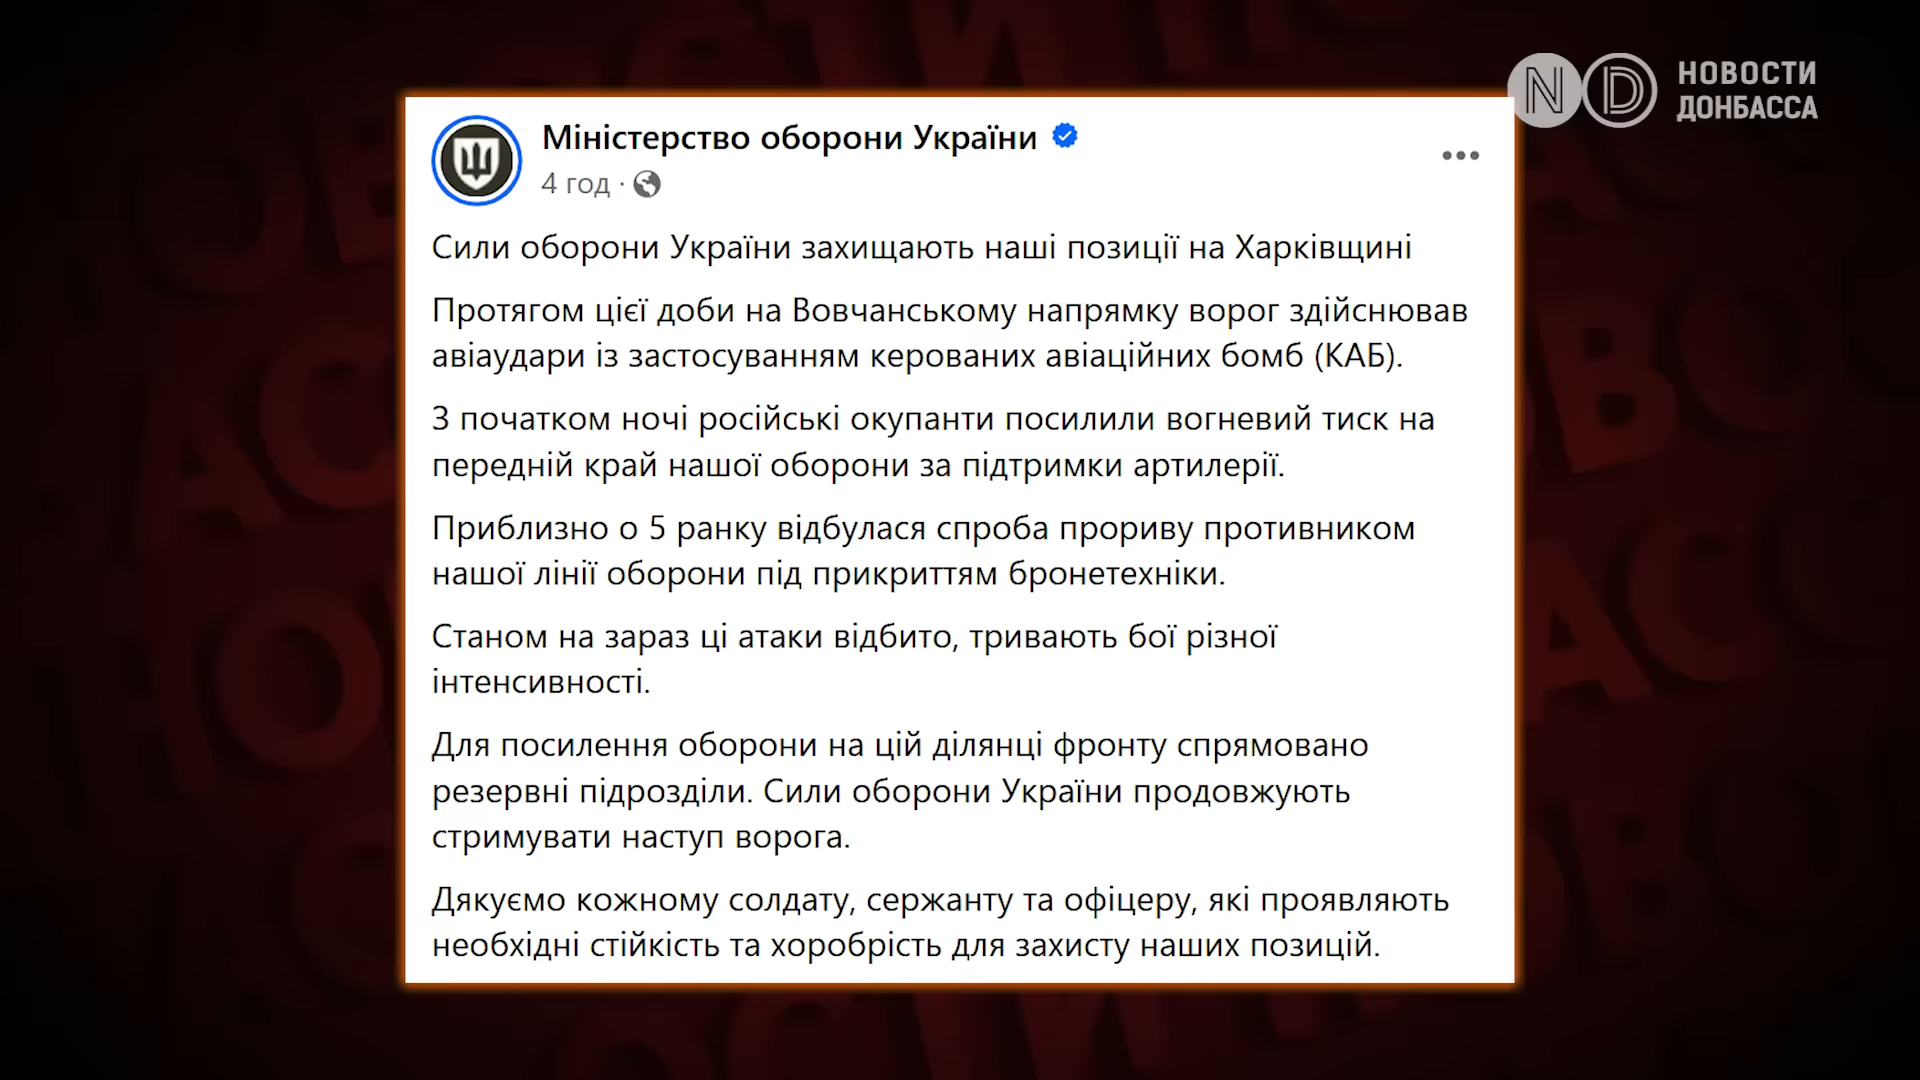 НОВОСТИ
ДОНБАССА
Міністерство оборони України
4 год ·
Сили оборони України захищають наші позиції на Харківщині
Протягом цієї доби на Вовчанському напрямку ворог здійснював
авіаудари із застосуванням керованих авіаційних бомб (КАБ).
З початком ночі російські окупанти посилили вогневий тиск на
передній край нашої оборони за підтримки артилерії.
Приблизно о 5 ранку відбулася спроба прориву противником
нашої лінії оборони під прикриттям бронетехніки.
Станом на зараз ці атаки відбито, тривають бої різної
інтенсивності.
Для посилення оборони на цій ділянці фронту спрямовано
резервні підрозділи. Сили оборони України продовжують
стримувати наступ ворога.
Дякуємо кожному солдату, сержанту та офіцеру, які проявляють
необхідні стійкість та хоробрість для захисту наших позицій.